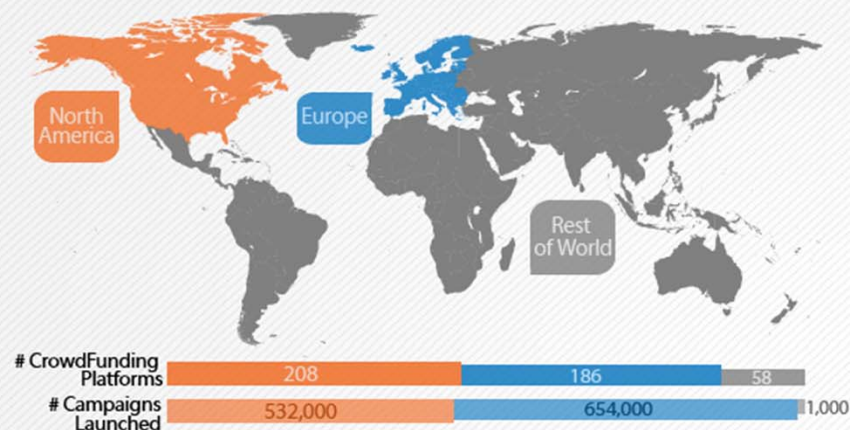 North
America
Europe
Rest
of World
# CrowdFunding
Platforms
208
186
58
# Campaigns
Launched
532,000
654,000
1,000